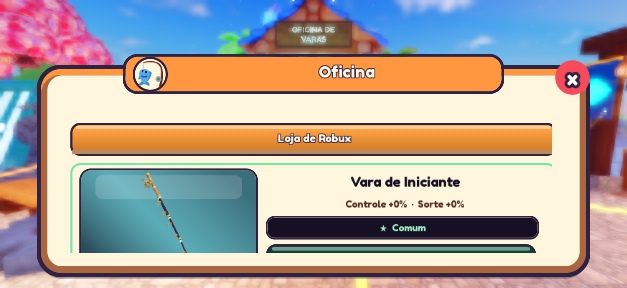 OFICINA DE
VARAS
Oficina
Loja de Robux
Vara de Iniciante
Controle +0% · Sorte +0%
★ Comum